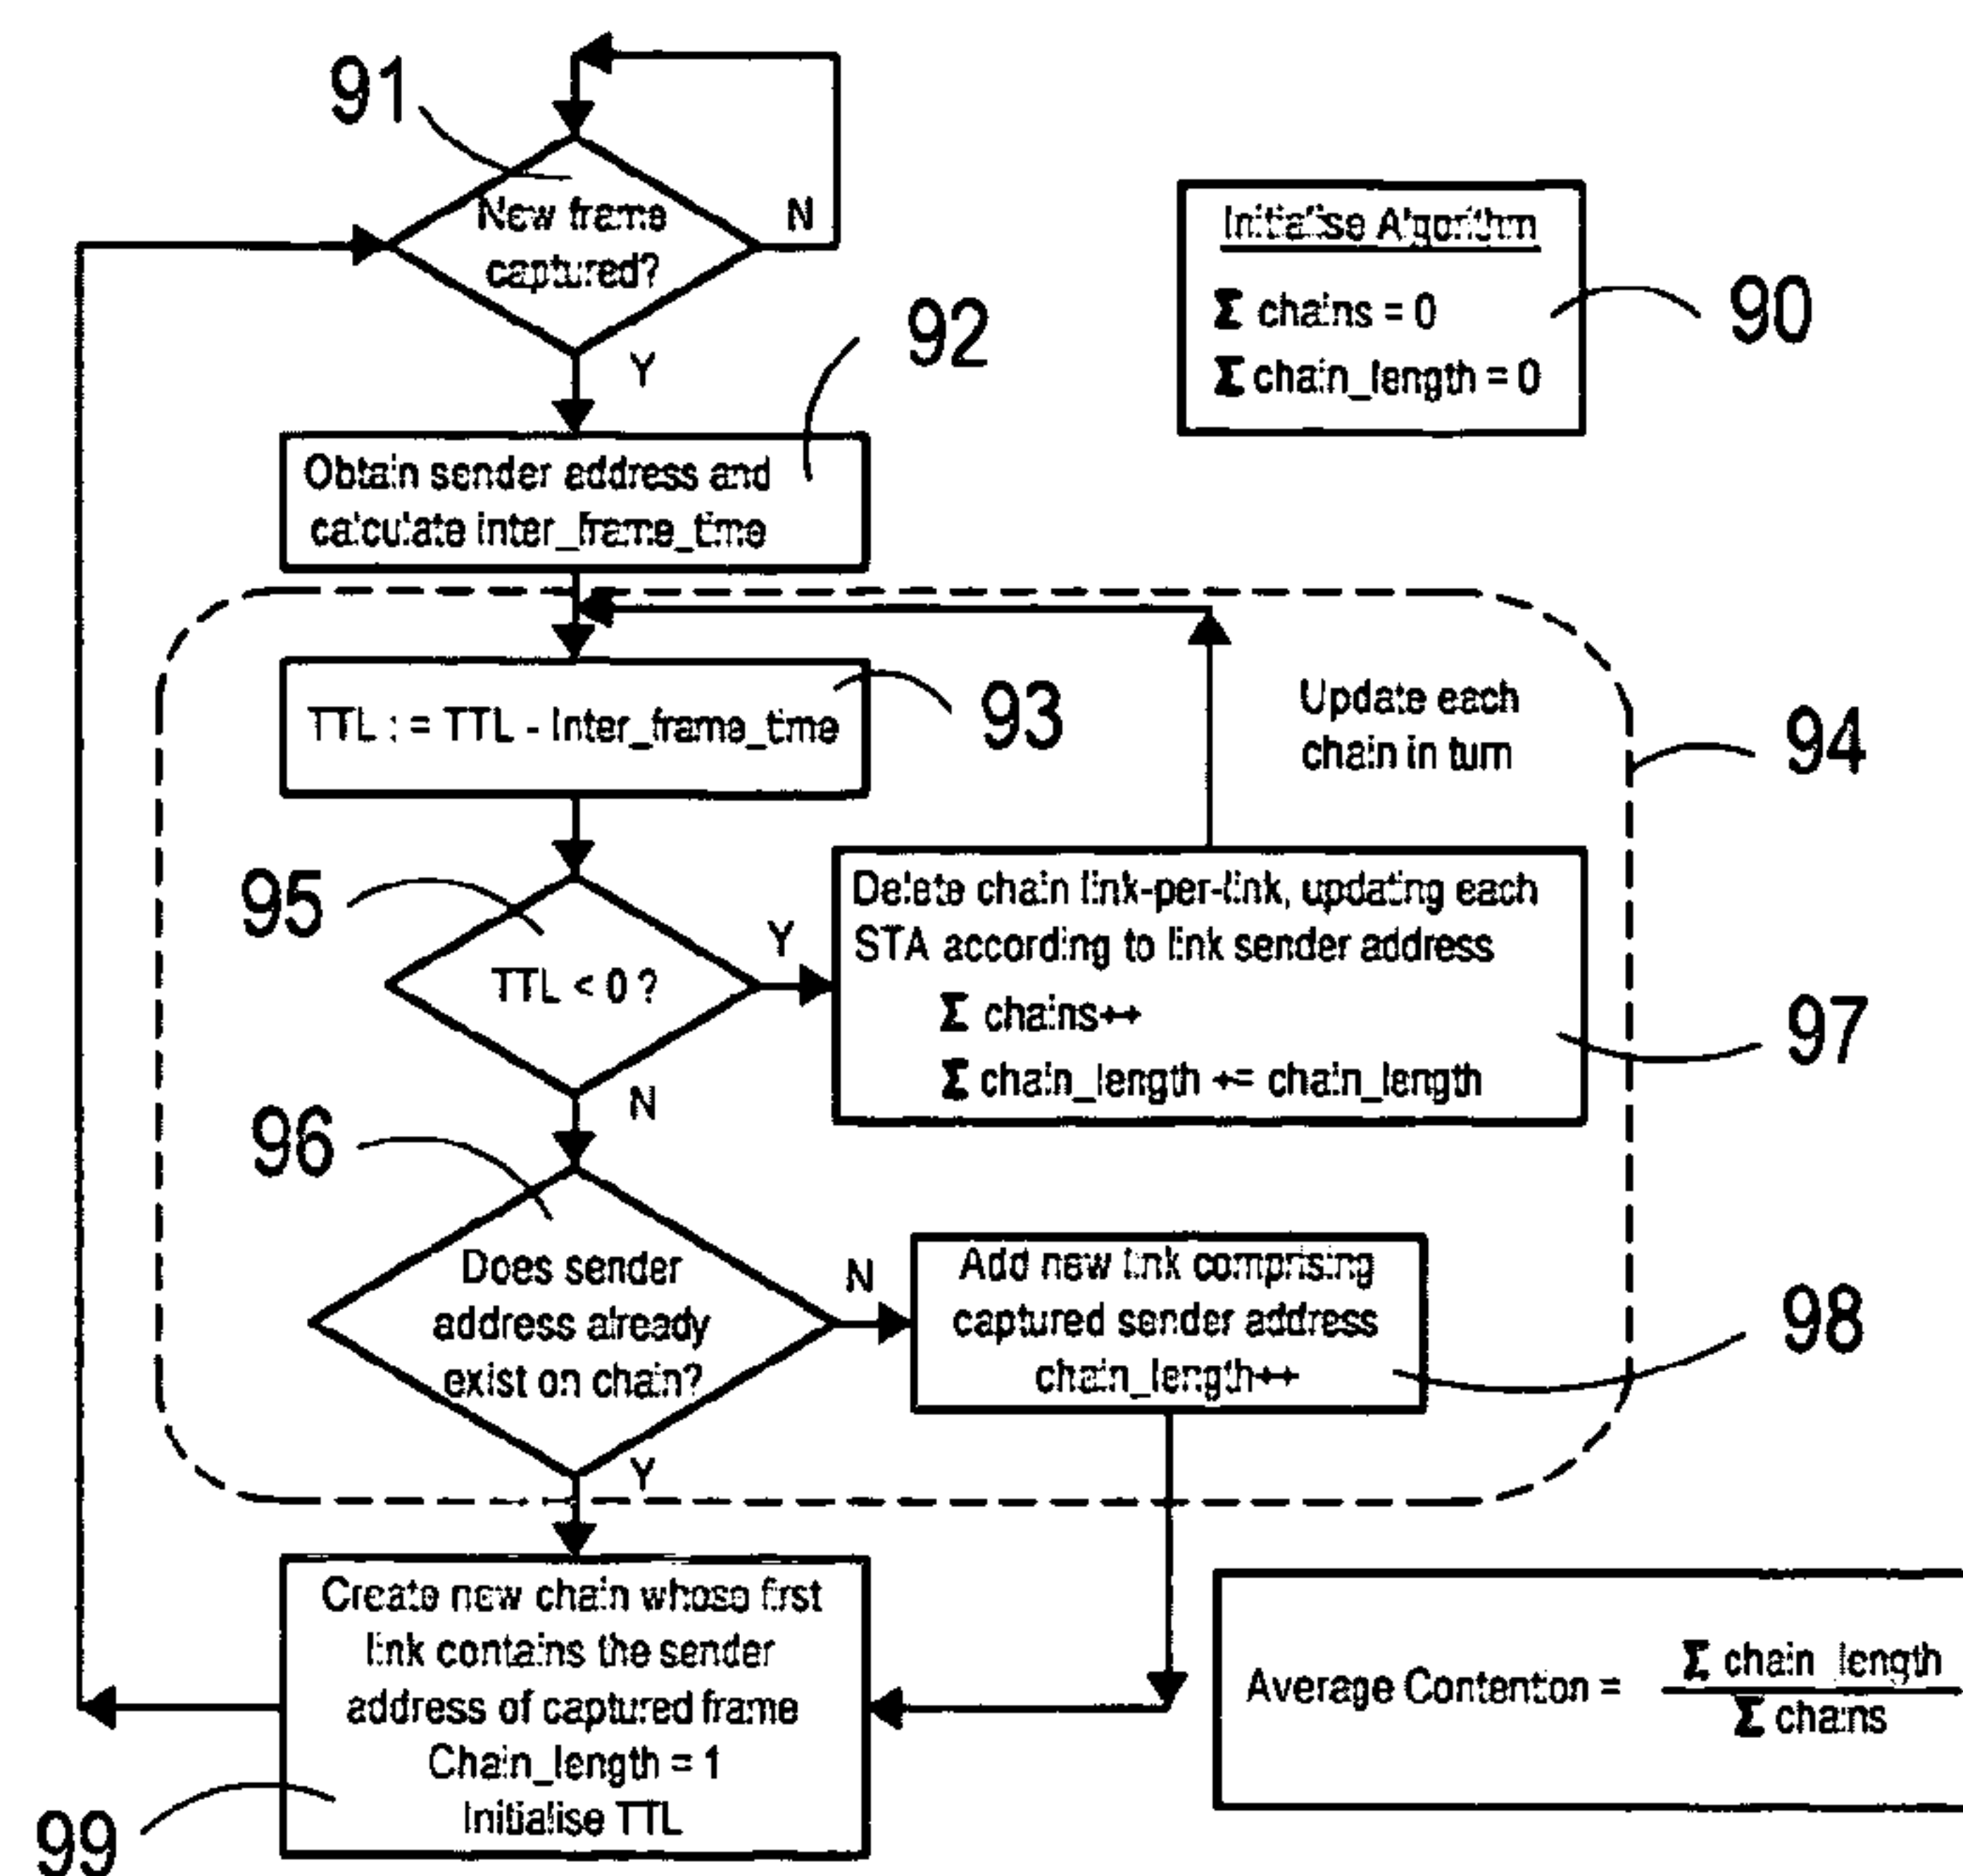 91
New frame
captured?
N
Y
Initialise Algorithm
Σ chains = 0
Σ chain_length = 0
90
92
Obtain sender address and
calculate inter_frame_time
TTL := TTL - Inter_frame_time
93
Update each
chain in turn
94
95
TTL < 0 ?
Y
N
Delete chain link-per-link, updating each
STA according to link sender address
Σ chains++
Σ chain_length += chain_length
97
96
Does sender
address already
exist on chain?
N
Y
Add new link comprising
captured sender address
chain_length++
98
Create new chain whose first
link contains the sender
address of captured frame
Chain_length = 1
Initialise TTL
99
Average Contention =
Σ chain_length
Σ chains